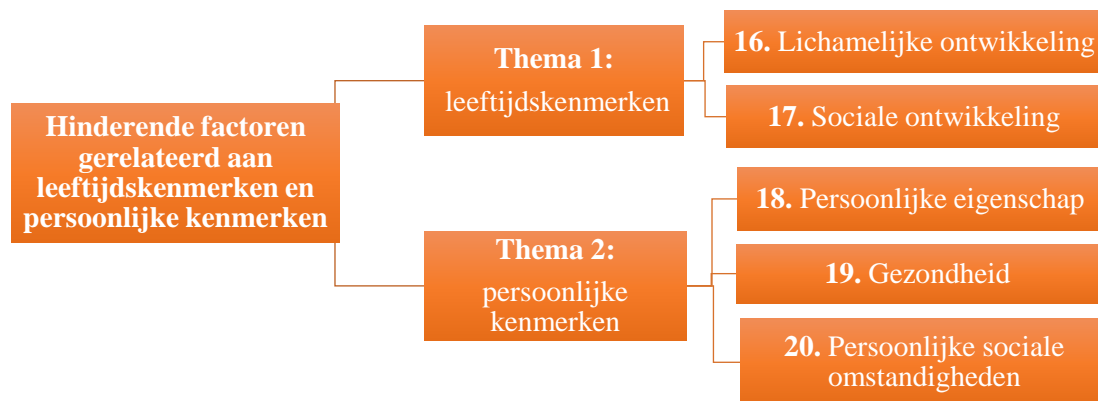 Hinderende factoren
gerelateerd aan
leeftijdskenmerken en
persoonlijke kenmerken
Thema 1:
leeftijdskenmerken
16. Lichamelijke ontwikkeling
17. Sociale ontwikkeling
Thema 2:
persoonlijke
kenmerken
18. Persoonlijke eigenschap
19. Gezondheid
20. Persoonlijke sociale
omstandigheden